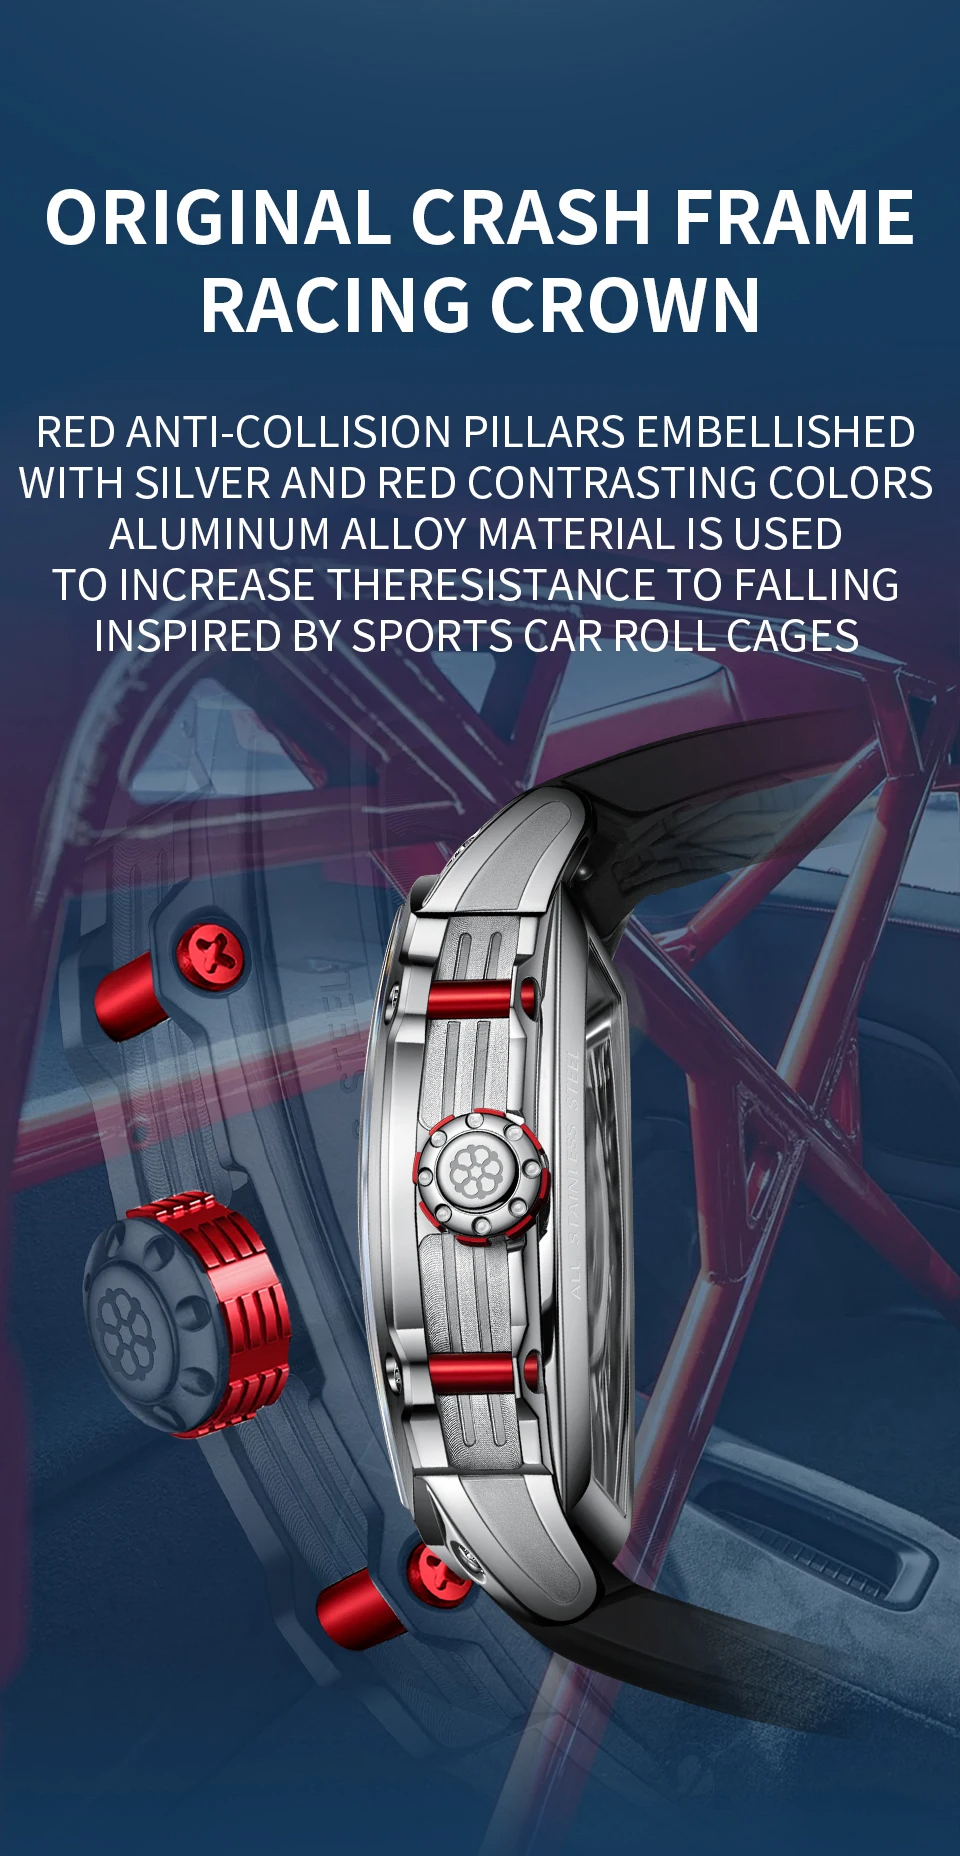 ORIGINAL CRASH FRAME
RACING CROWN
RED ANTI-COLLISION PILLARS EMBELLISHED
WITH SILVER AND RED CONTRASTING COLORS
ALUMINUM ALLOY MATERIAL IS USED
TO INCREASE THERESISTANCE TO FALLING
INSPIRED BY SPORTS CAR ROLL CAGES
STEEL
ALL STAINLESS STEEL